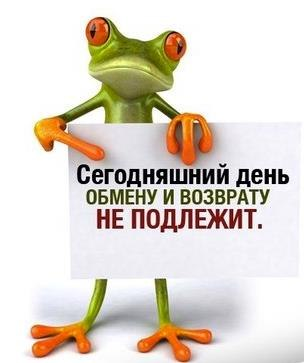 Сегодняшний день
ОБМЕНУ И ВОЗВРАТУ
НЕ ПОДЛЕЖИТ.